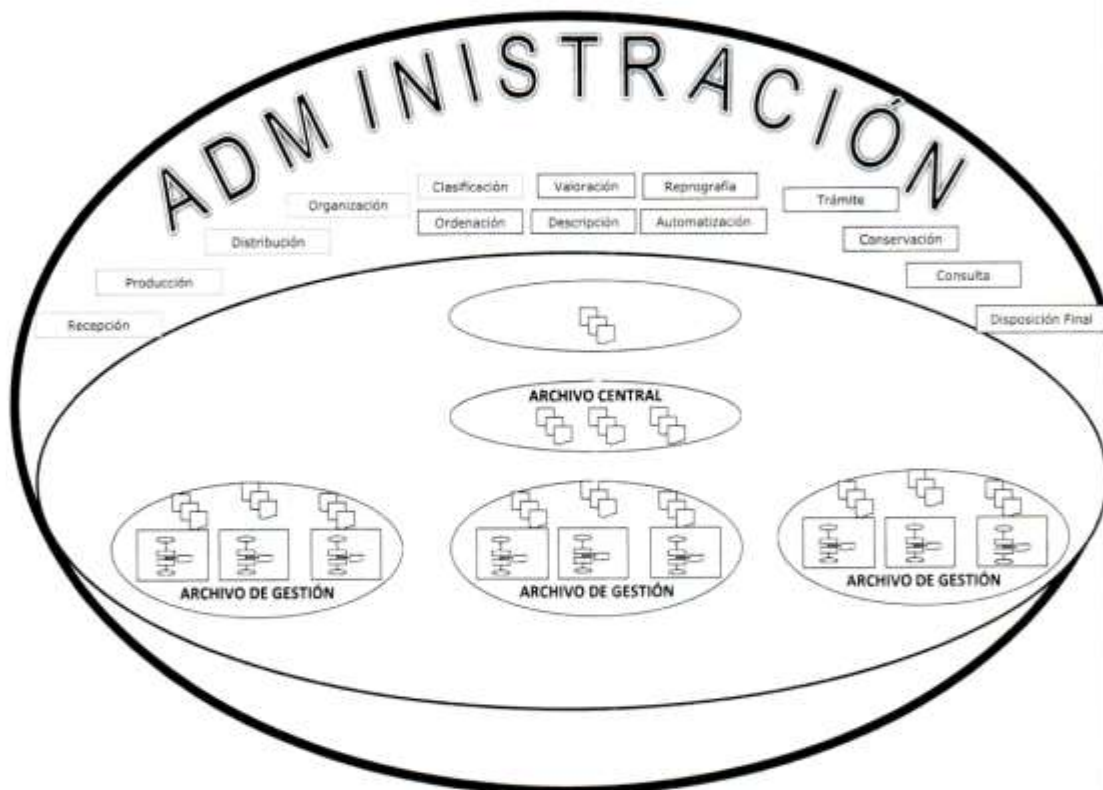 ADMINISTRACIÓN
Clasificación Valoración Reprografía
Organización Trámite
Ordenación Descripción Automatización
Distribución Conservación
Producción Consulta
Recepción Disposición Final
ARCHIVO CENTRAL
ARCHIVO DE GESTIÓN ARCHIVO DE GESTIÓN ARCHIVO DE GESTIÓN